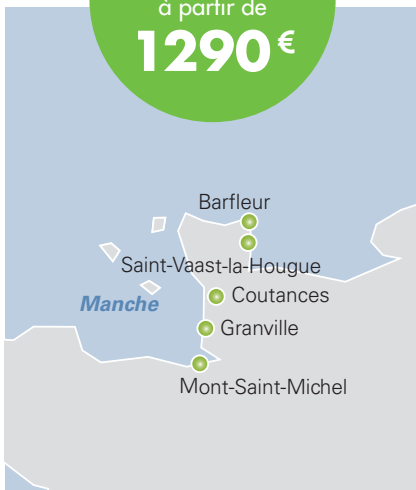 à partir de
1290 €
Barfleur
Saint-Vaast-la-Hougue
Coutances
Manche
Granville
Mont-Saint-Michel